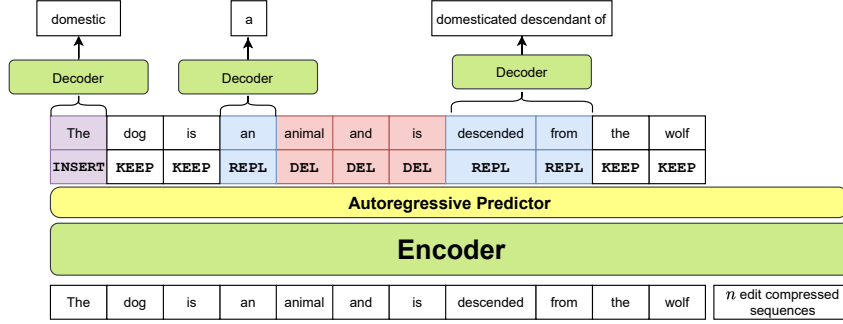 domestic a domesticated descendant of
Decoder Decoder Decoder
The dog is an animal and is descended from the wolf
INSERT KEEP KEEP REPL DEL DEL DEL REPL REPL KEEP KEEP
Autoregressive Predictor
Encoder
The dog is an animal and is descended from the wolf n edit compressed
sequences